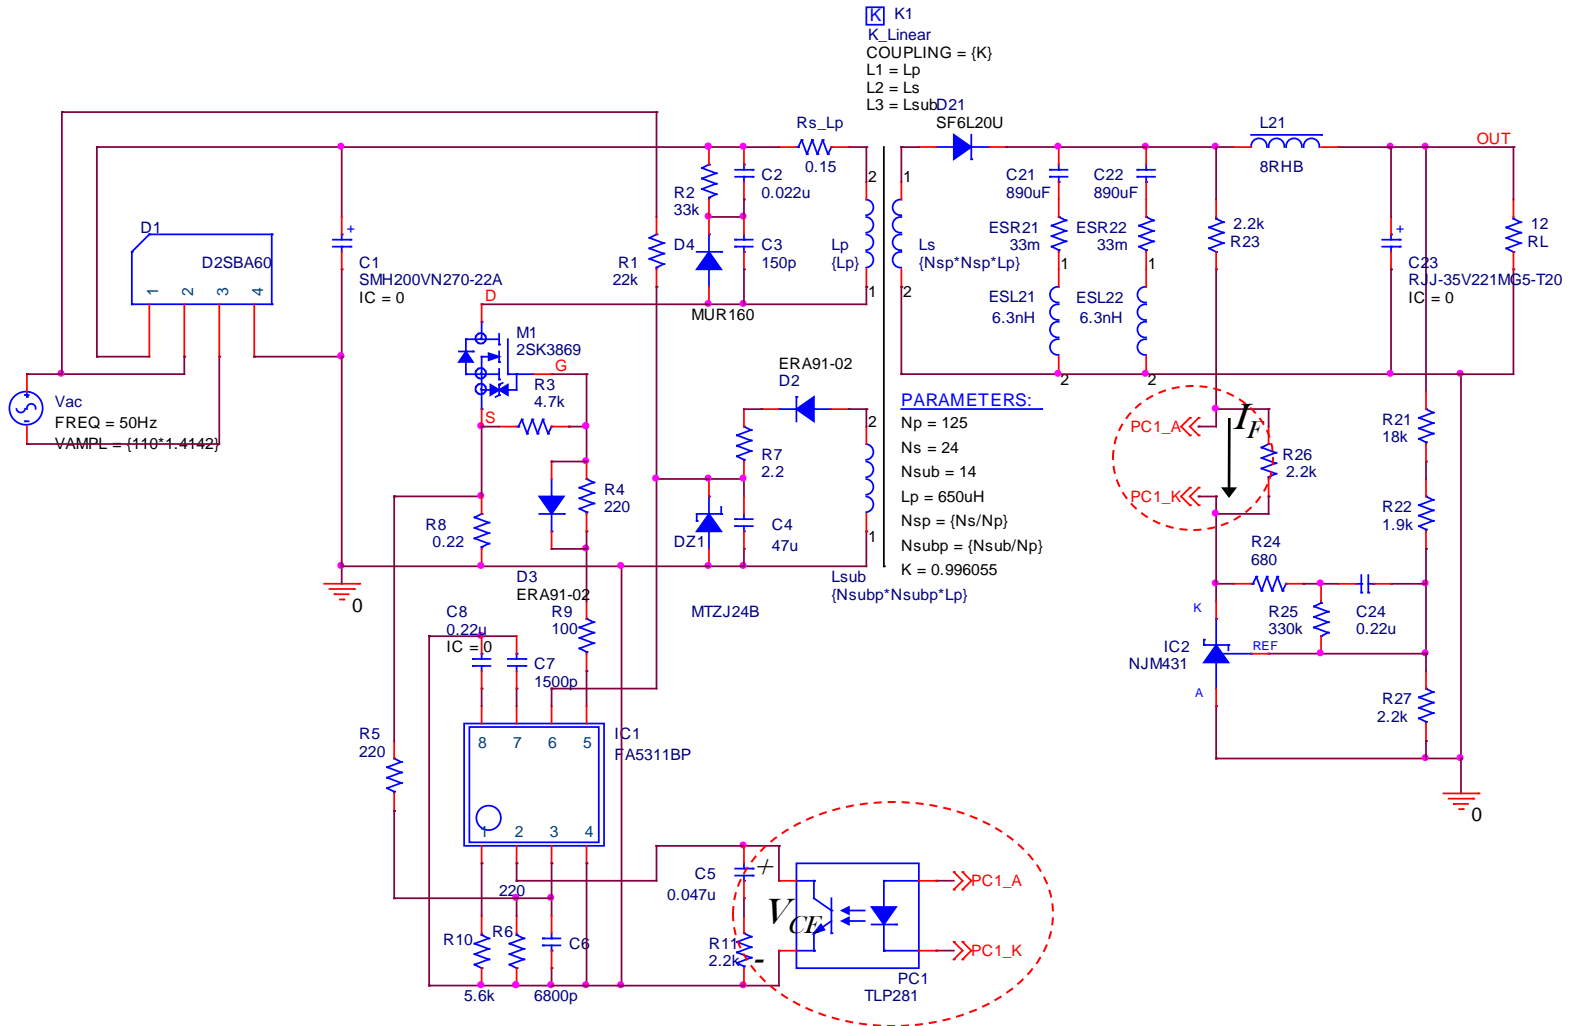 K K1
K_Linear
COUPLING = {K}
L1 = Lp
L2 = Ls
L3 = Lsub
D21
SF6L20U
Rs_Lp
0.15
L21
8RHB
OUT
R2
33k
C2
0.022u
2
1
C21
890uF
C22
890uF
D1
D2SBA60
1 2 3 4
+
C1
SMH200VN270-22A
IC = 0
R1
22k
D4
C3
150p
Lp
{Lp}
1
Ls
{Nsp*Nsp*Lp}
2
ESR21
33m
ESR22
33m
1
1
2.2k
R23
12
RL
+
C23
RJJ-35V221MG5-T20
IC = 0
ESL21
6.3nH
ESL22
6.3nH
2
2
D
MUR160
M1
2SK3869
G
R3
4.7k
S
ERA91-02
D2
Vac
FREQ = 50Hz
VAMPL = {110*1.4142}
R7
2.2
2
1
PARAMETERS:
Np = 125
Ns = 24
Nsub = 14
Lp = 650uH
Nsp = {Ns/Np}
Nsubp = {Nsub/Np}
K = 0.996055
PC1_A
IF
R26
2.2k
PC1_K
R21
18k
R22
1.9k
R8
0.22
R4
220
DZ1
C4
47u
R24
680
0
D3
ERA91-02
MTZJ24B
Lsub
{Nsubp*Nsubp*Lp}
C8
0.22u
IC = 0
R9
100
C7
1500p
K
R25
330k
C24
0.22u
IC2
NJM431
REF
A
R27
2.2k
R5
220
IC1
FA5311BP
8 7 6 5
1 2 3 4
0
C5
0.047u
+
VCE
-
PC1_A
PC1_K
220
R10
5.6k
R6
C6
6800p
R11
2.2k
PC1
TLP281